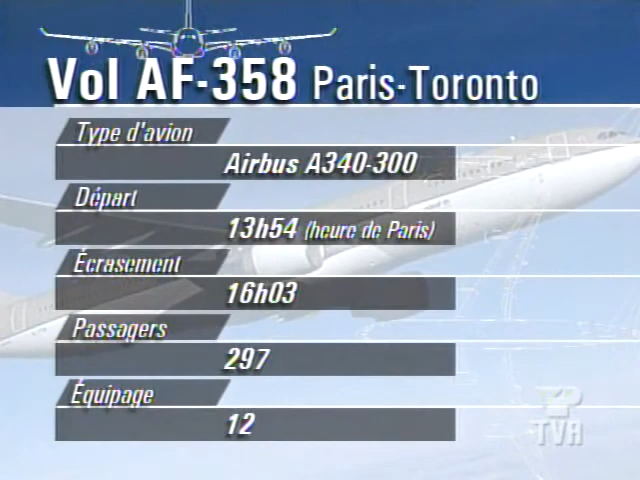 Vol AF-358 Paris-Toronto
Type d'avion
Airbus A340-300
Départ
13h54 (heure de Paris)
Écrasement
16h03
Passagers
297
Équipage
12
TVA